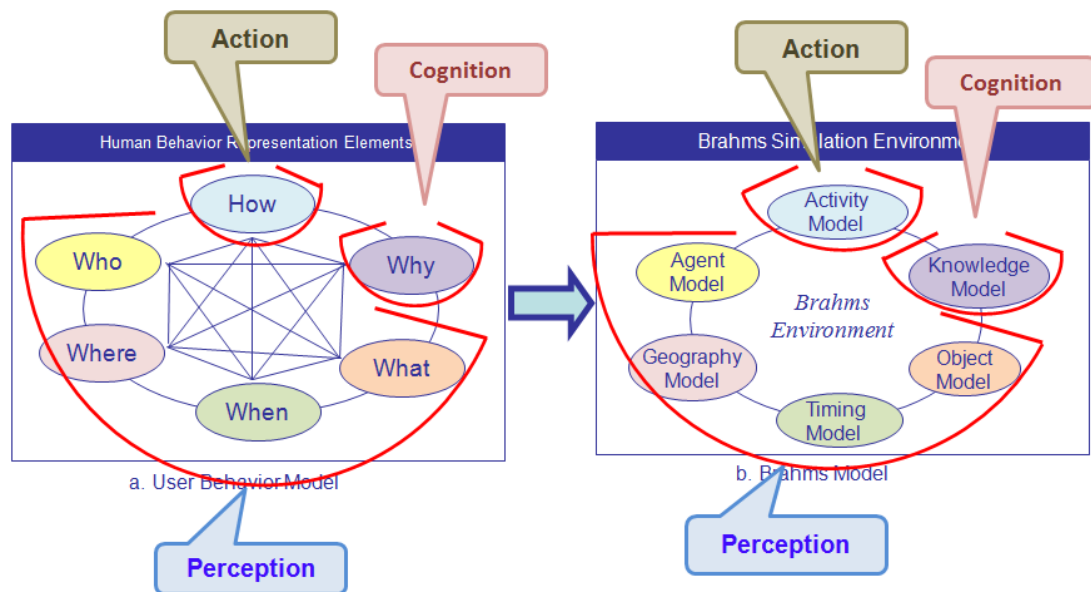 Action
Cognition
Human Behavior Representation Elements
How
Who
Why
Where
What
When
a. User Behavior Model
Perception
Action
Cognition
Brahms Simulation Environment
Activity
Model
Agent
Model
Knowledge
Model
Brahms
Environment
Geography
Model
Object
Model
Timing
Model
b. Brahms Model
Perception